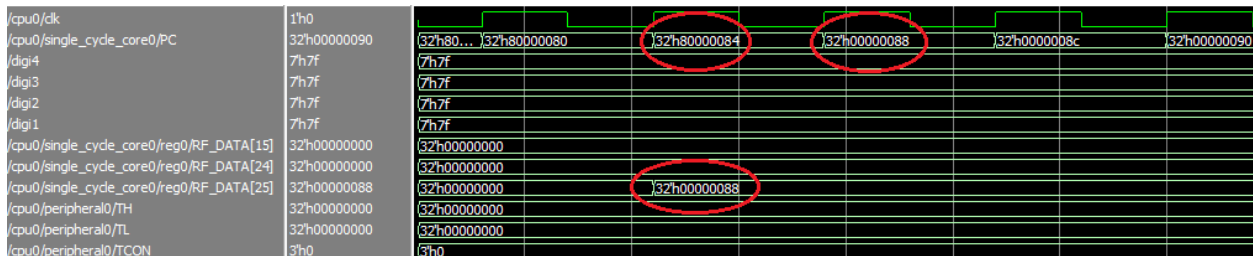 /cpu0/clk 1'h0
/cpu0/single_cycle_core0/PC 32'h00000090 32'h80... 32'h80000080 32'h80000084 32'h00000088 32'h0000008c 32'h00000090
/digi4 7'h7f 7'h7f
/digi3 7'h7f 7'h7f
/digi2 7'h7f 7'h7f
/digi1 7'h7f 7'h7f
/cpu0/single_cycle_core0/reg0/RF_DATA[15] 32'h00000000 32'h00000000
/cpu0/single_cycle_core0/reg0/RF_DATA[24] 32'h00000000 32'h00000000
/cpu0/single_cycle_core0/reg0/RF_DATA[25] 32'h00000088 32'h00000000 32'h00000088
/cpu0/peripheral0/TH 32'h00000000 32'h00000000
/cpu0/peripheral0/TL 32'h00000000 32'h00000000
/cpu0/peripheral0/TCON 3'h0 3'h0